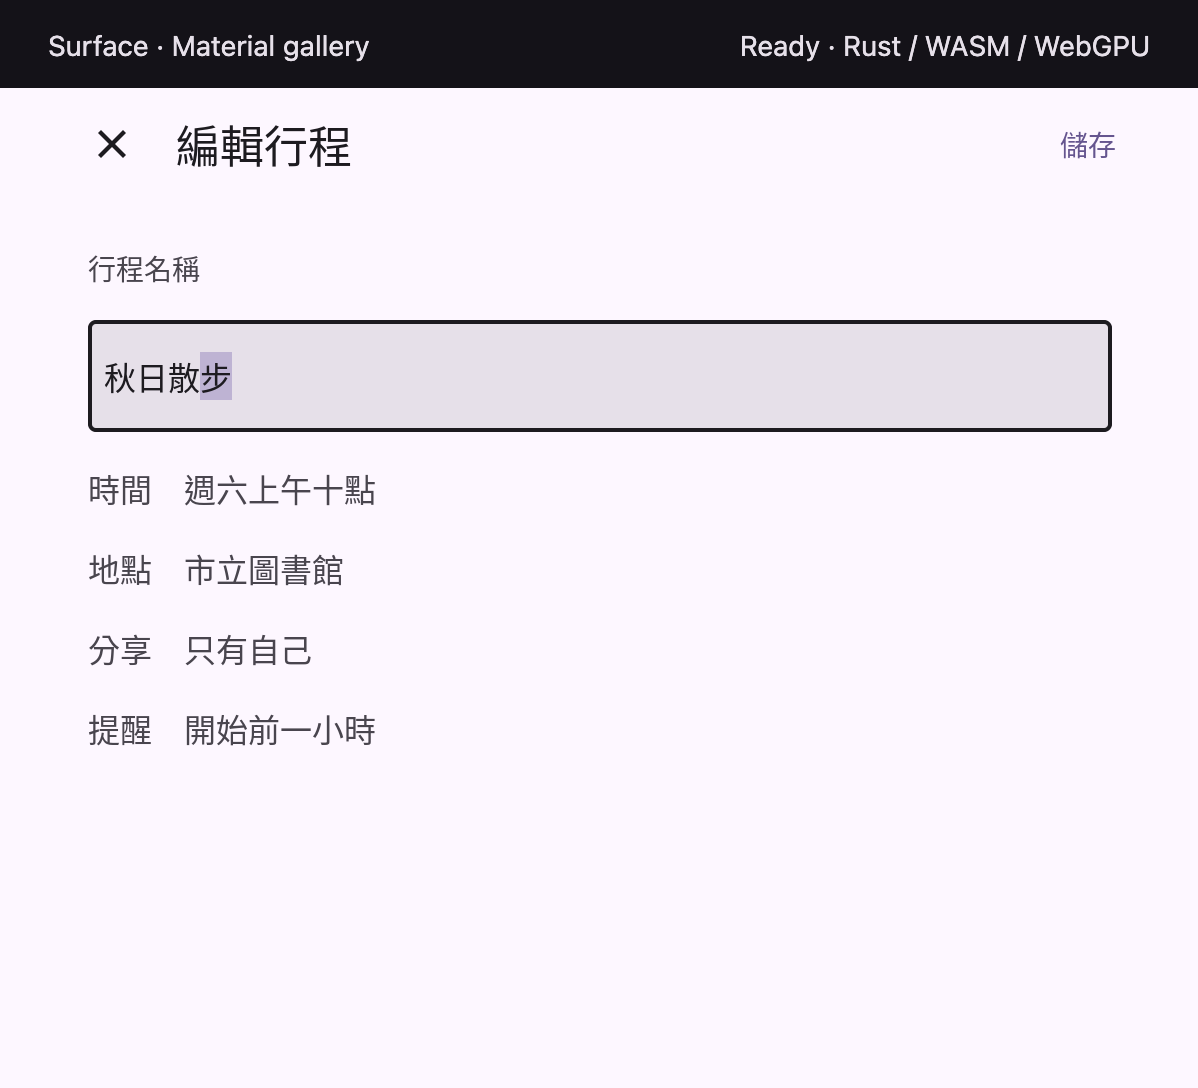 Surface · Material gallery
Ready · Rust / WASM / WebGPU
編輯行程
儲存
行程名稱
秋日散步
時間　週六上午十點
地點　市立圖書館
分享　只有自己
提醒　開始前一小時